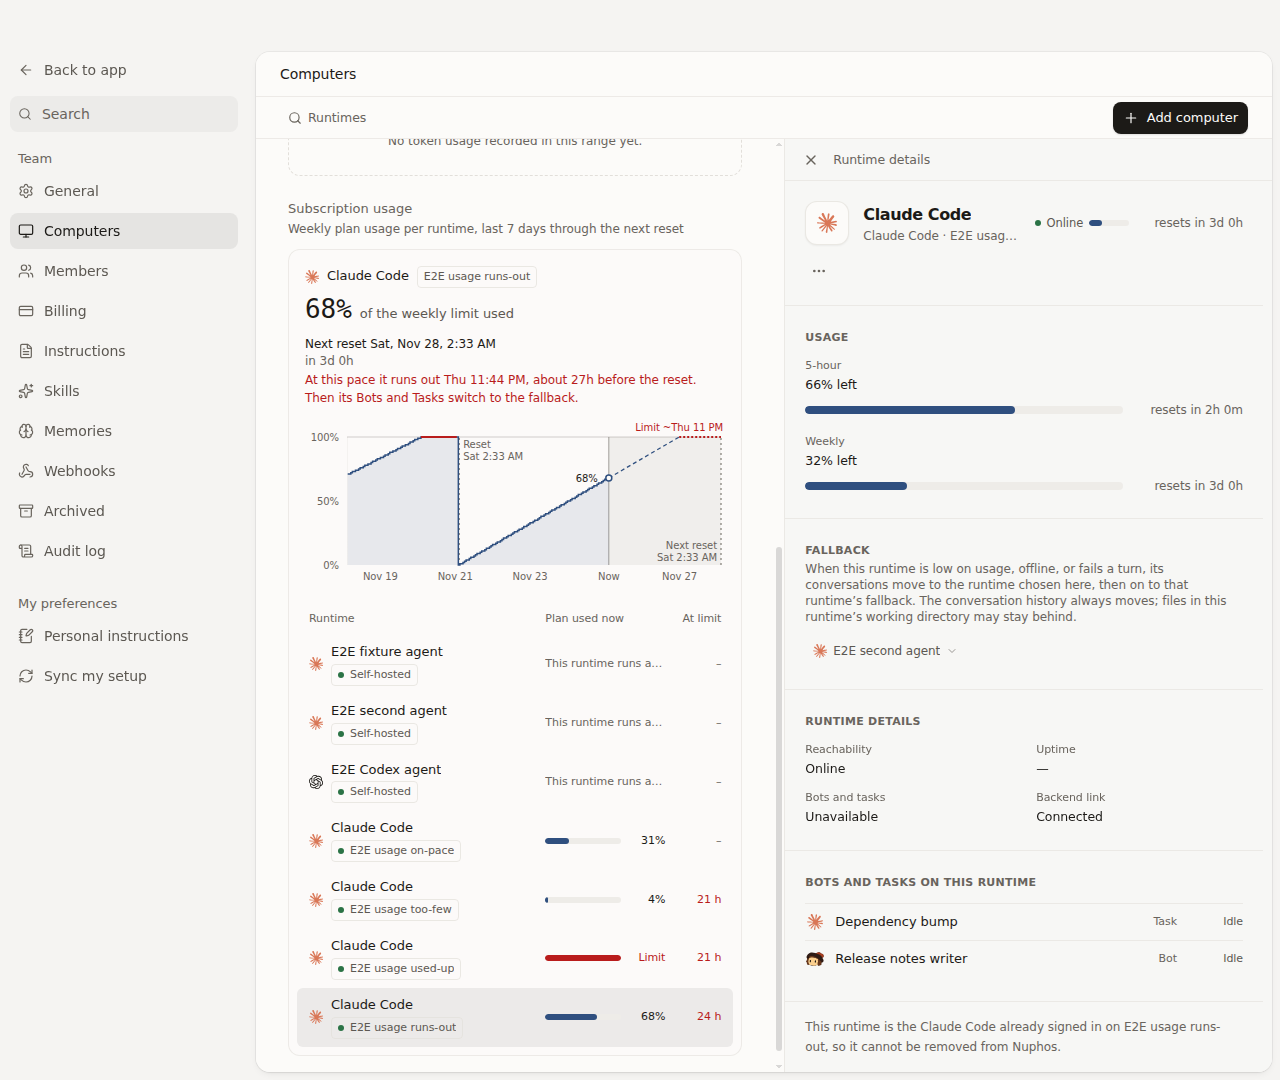 Back to app
Search
Team
General
Computers
Members
Billing
Instructions
Skills
Memories
Webhooks
Archived
Audit log
My preferences
Personal instructions
Sync my setup
Computers
Runtimes
Add computer
No token usage recorded in this range yet.
Subscription usage
Weekly plan usage per runtime, last 7 days through the next reset
Claude Code E2E usage runs-out
68% of the weekly limit used
Next reset Sat, Nov 28, 2:33 AM
in 3d 0h
At this pace it runs out Thu 11:44 PM, about 27h before the reset.
Then its Bots and Tasks switch to the fallback.
Limit ~Thu 11 PM
100%
Reset
Sat 2:33 AM
68%
50%
Next reset
Sat 2:33 AM
0%
Nov 19 Nov 21 Nov 23 Now Nov 27
Runtime Plan used now At limit
E2E fixture agent
Self-hosted
This runtime runs a... –
E2E second agent
Self-hosted
This runtime runs a... –
E2E Codex agent
Self-hosted
This runtime runs a... –
Claude Code
E2E usage on-pace
31% –
Claude Code
E2E usage too-few
4% 21 h
Claude Code
E2E usage used-up
Limit 21 h
Claude Code
E2E usage runs-out
68% 24 h
Runtime details
Claude Code
Claude Code · E2E usag...
Online
resets in 3d 0h
USAGE
5-hour
66% left
resets in 2h 0m
Weekly
32% left
resets in 3d 0h
FALLBACK
When this runtime is low on usage, offline, or fails a turn, its
conversations move to the runtime chosen here, then on to that
runtime’s fallback. The conversation history always moves; files in this
runtime’s working directory may stay behind.
E2E second agent
RUNTIME DETAILS
Reachability Uptime
Online —
Bots and tasks Backend link
Unavailable Connected
BOTS AND TASKS ON THIS RUNTIME
Dependency bump Task Idle
Release notes writer Bot Idle
This runtime is the Claude Code already signed in on E2E usage runs-
out, so it cannot be removed from Nuphos.